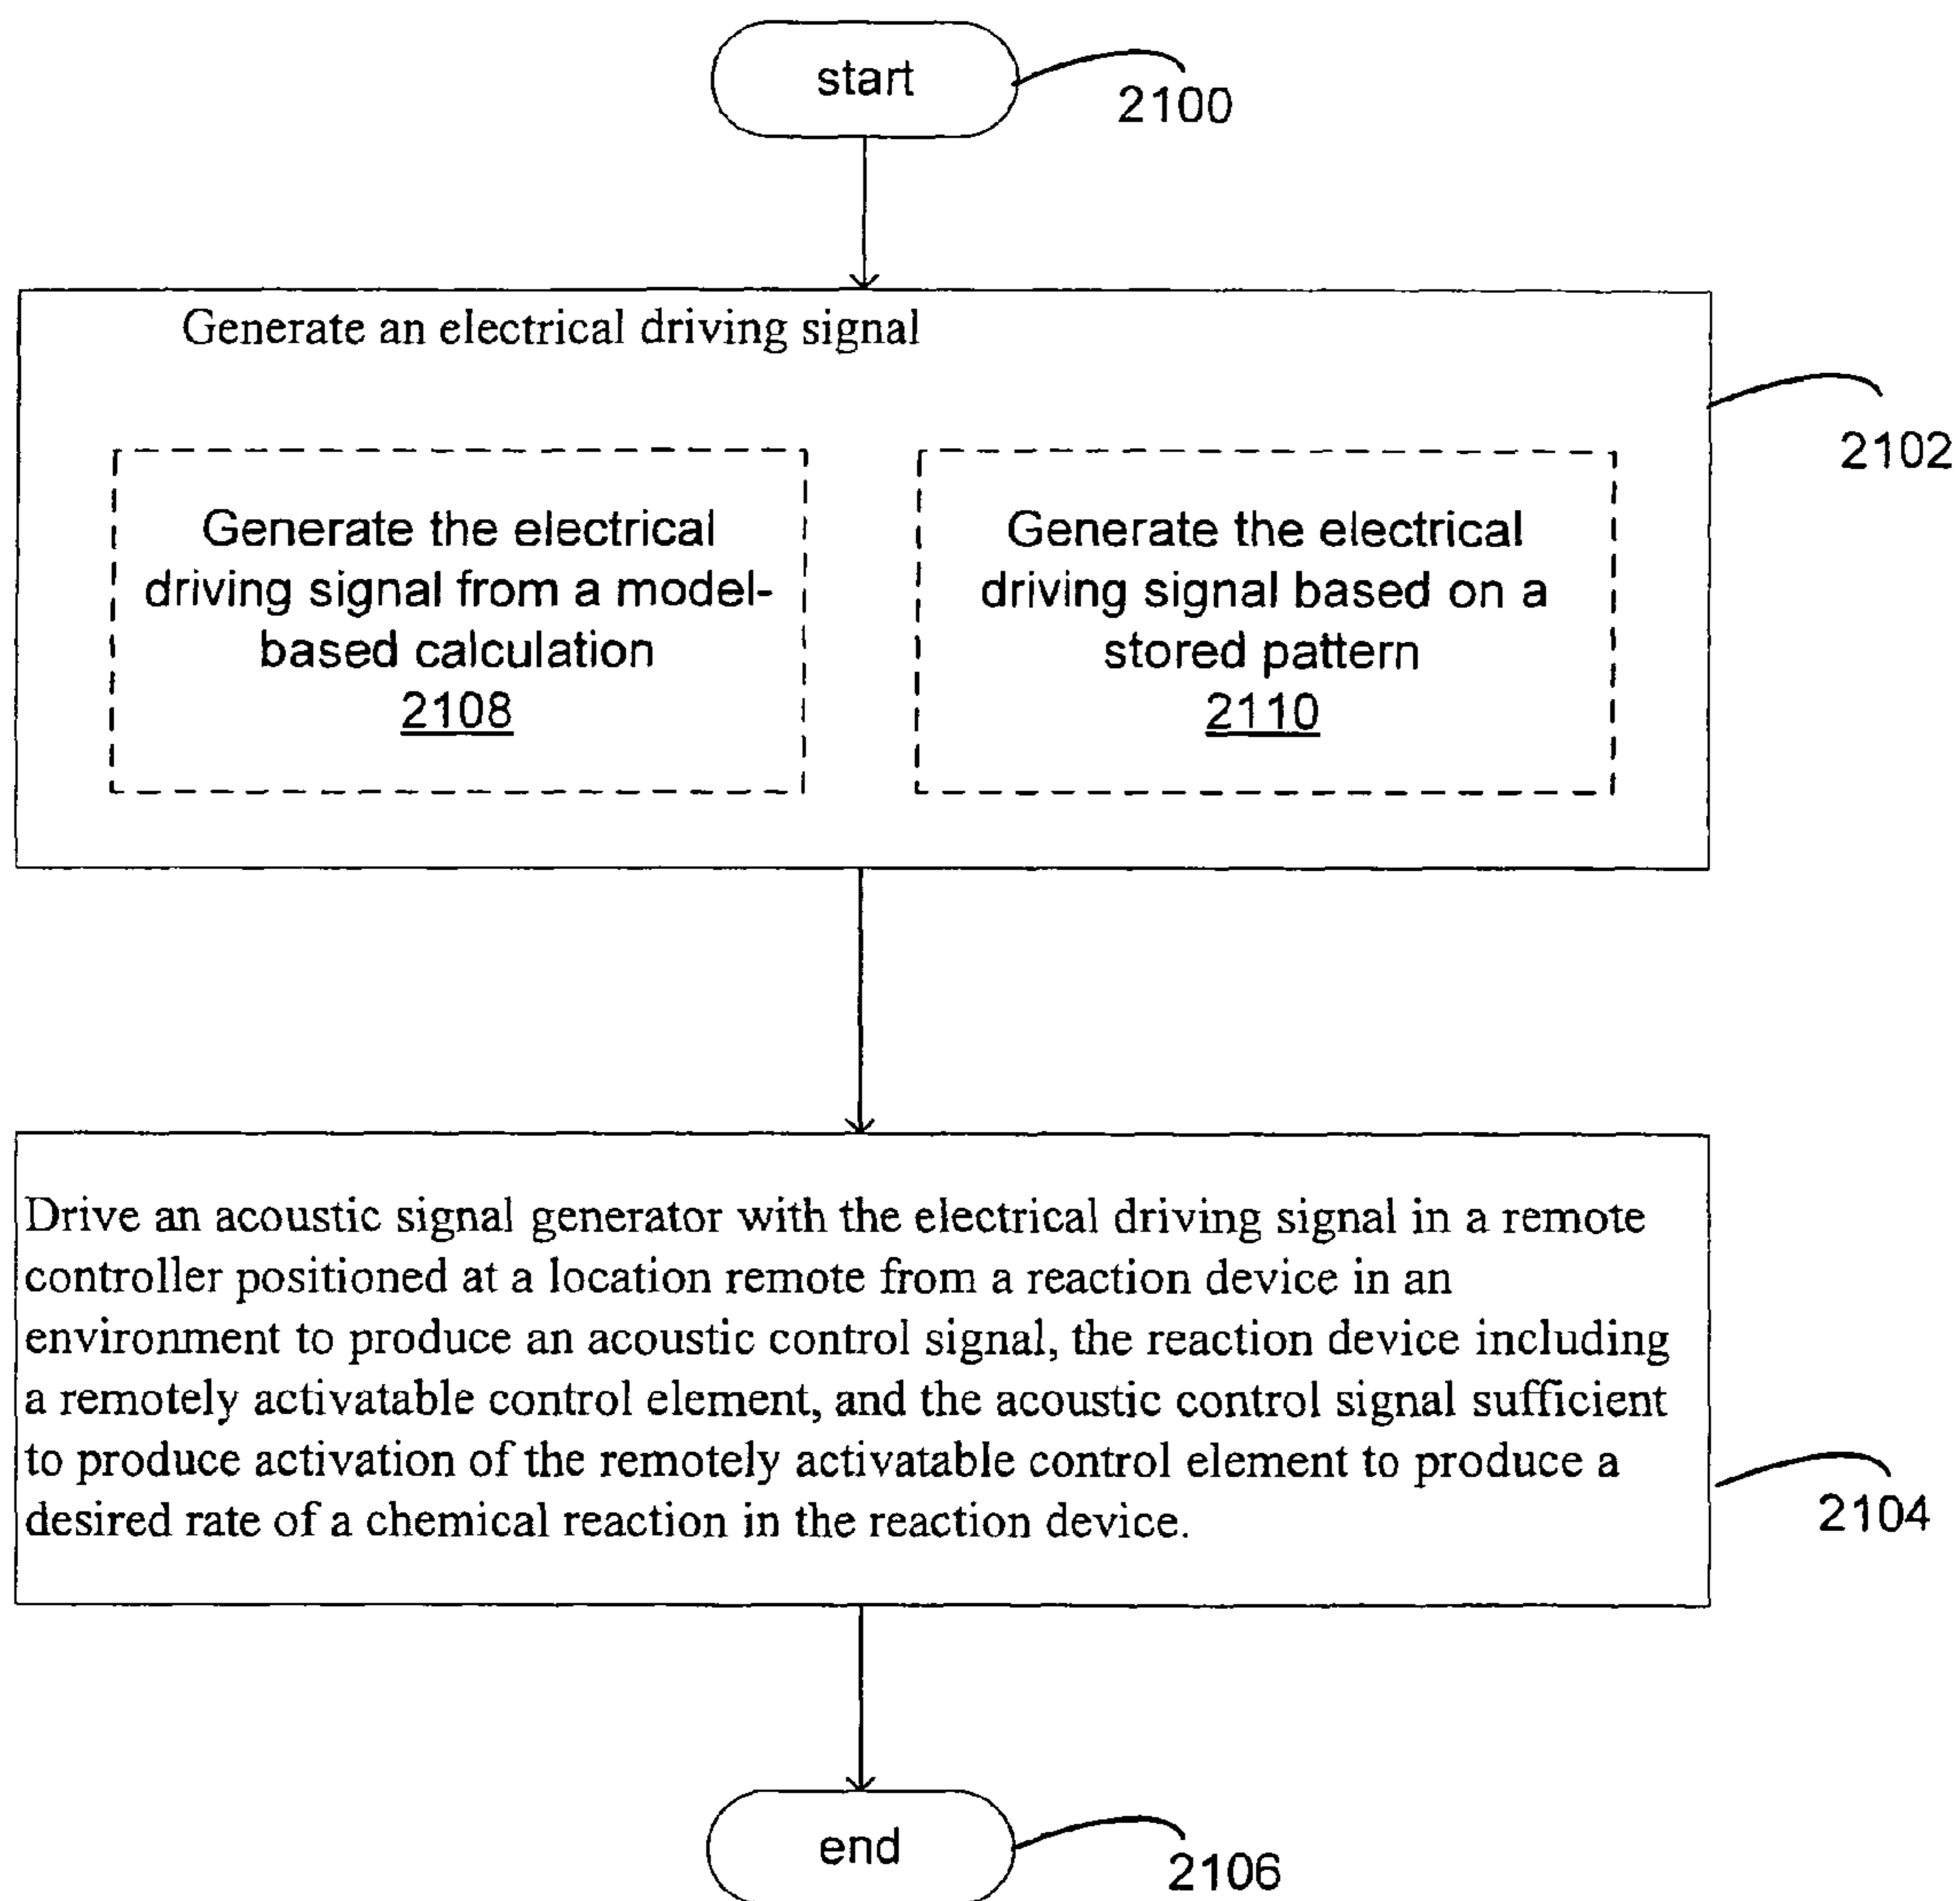 start
2100
Generate an electrical driving signal
2102
Generate the electrical
driving signal from a model-
based calculation
2108
Generate the electrical
driving signal based on a
stored pattern
2110
Drive an acoustic signal generator with the electrical driving signal in a remote
controller positioned at a location remote from a reaction device in an
environment to produce an acoustic control signal, the reaction device including
a remotely activatable control element, and the acoustic control signal sufficient
to produce activation of the remotely activatable control element to produce a
desired rate of a chemical reaction in the reaction device.
2104
end
2106